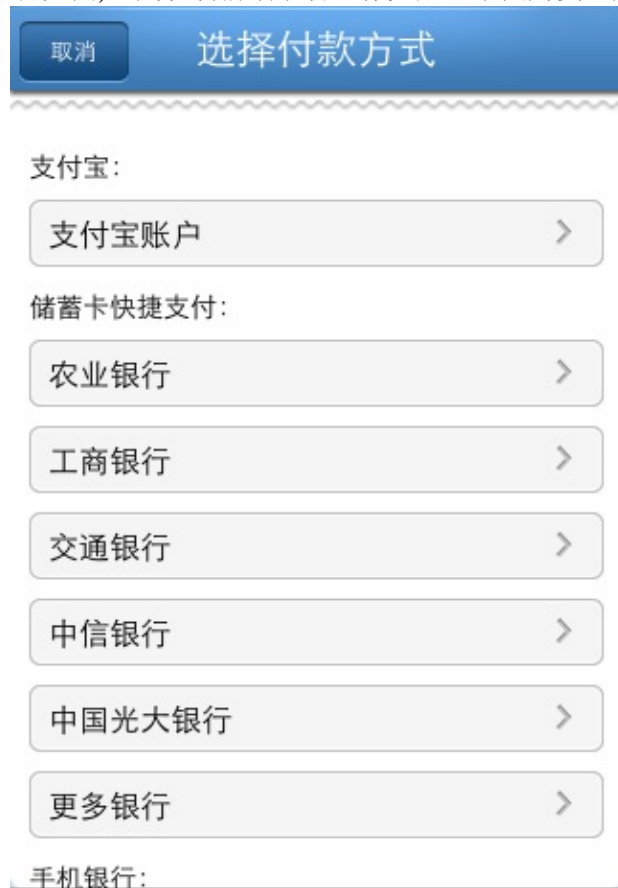 取消
选择付款方式
支付宝:
支付宝账户
储蓄卡快捷支付:
农业银行
工商银行
交通银行
中信银行
中国光大银行
更多银行
手机银行: